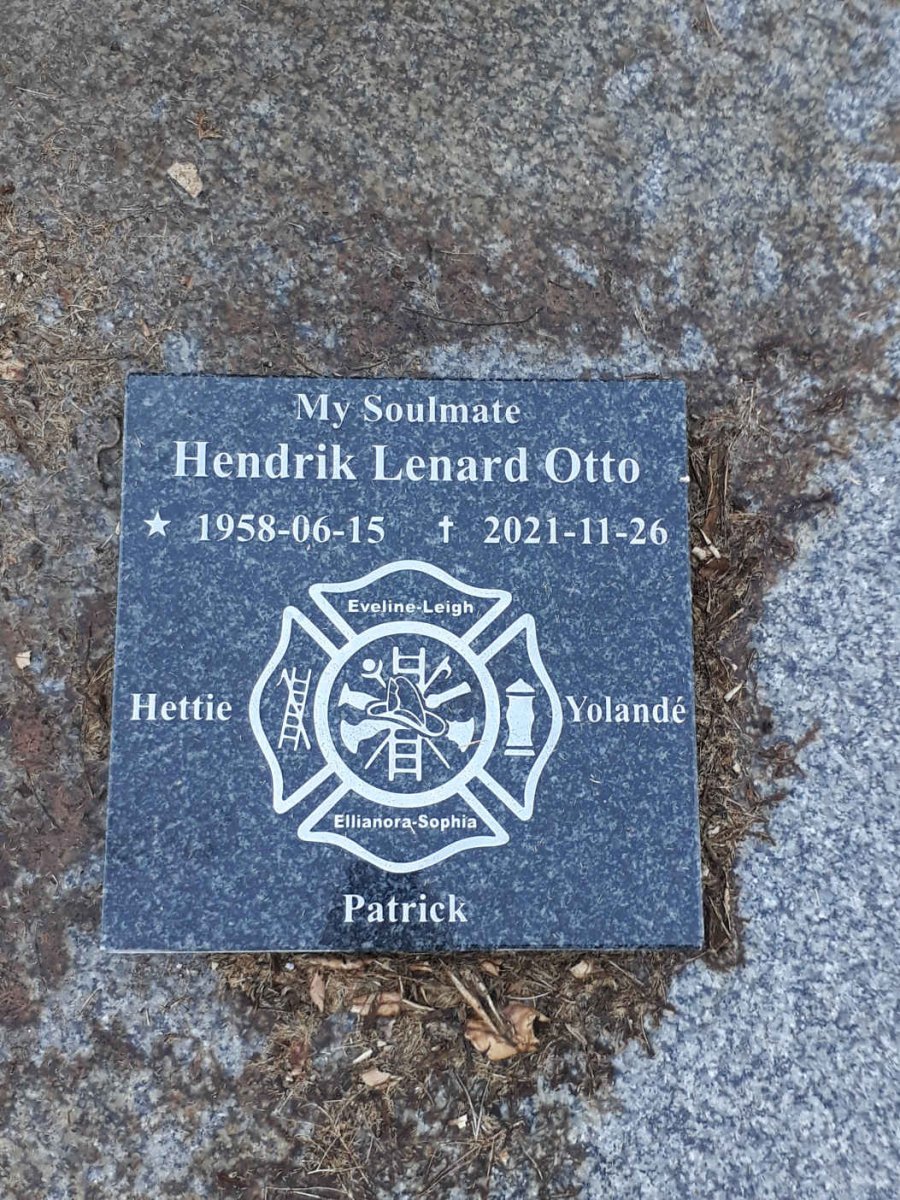 My Soulmate
Hendrik Lenard Otto
★ 1958-06-15 ✝ 2021-11-26
Eveline-Leigh
Hettie Yolandé
Ellianora-Sophia
Patrick